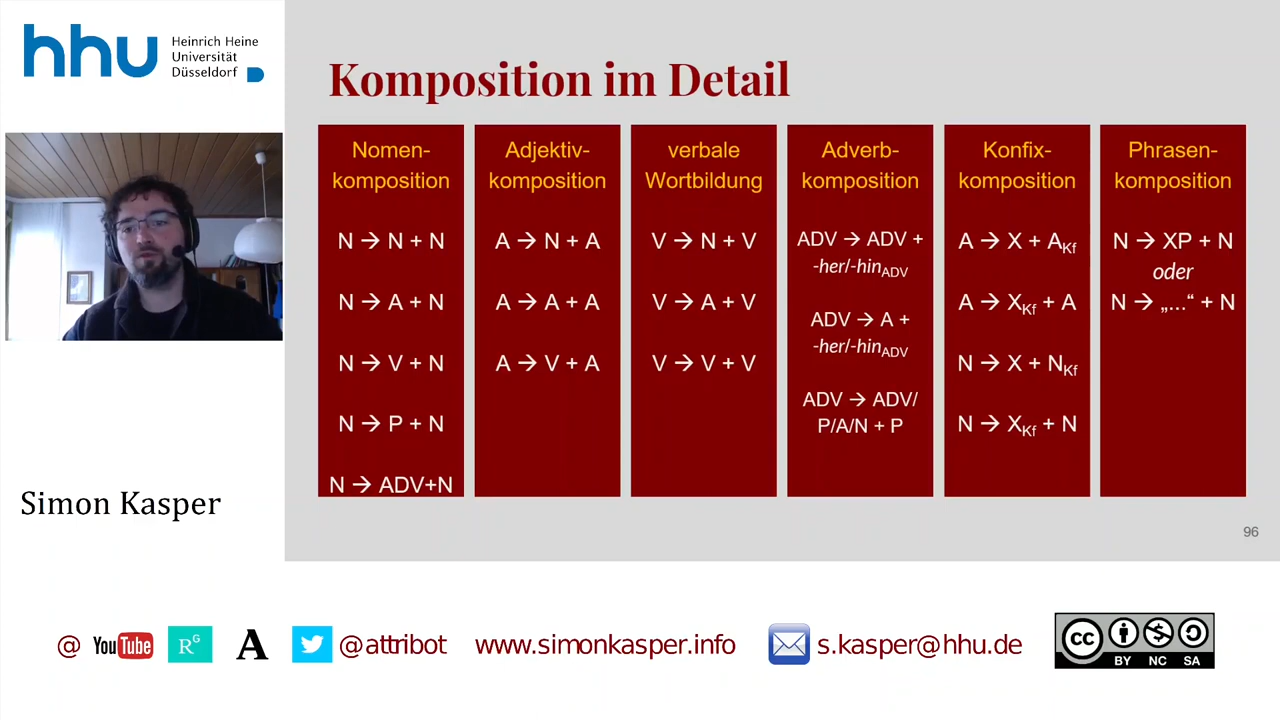 hhu
Heinrich Heine
Universität
Düsseldorf
Komposition im Detail
Nomen-
komposition
N → N + N
N → A + N
N → V + N
N → P + N
N → ADV+N
Adjektiv-
komposition
A → N + A
A → A + A
A → V + A
verbale
Wortbildung
V → N + V
V → A + V
V → V + V
Adverb-
komposition
ADV → ADV +
-her/-hinADV
ADV → A +
-her/-hinADV
ADV → ADV/
P/A/N + P
Konfix-
komposition
A → X + AKf
A → XKf + A
N → X + NKf
N → XKf + N
Phrasen-
komposition
N → XP + N
oder
N → „...“ + N
96
Simon Kasper
@ YouTube RG A @attribot www.simonkasper.info s.kasper@hhu.de
cc BY NC SA